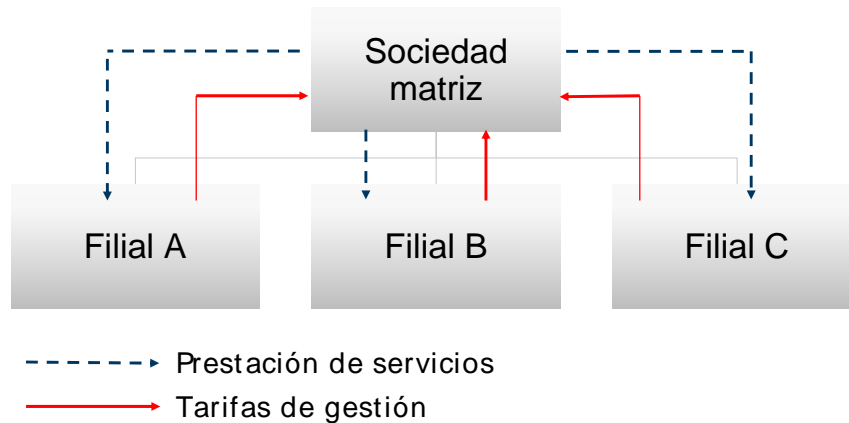 Sociedad
matriz
Filial A
Filial B
Filial C
Prestación de servicios
Tarifas de gestión